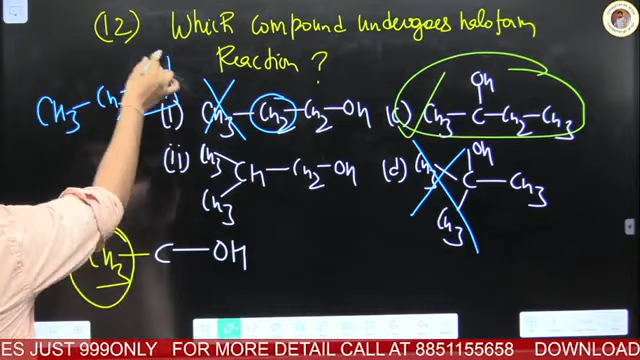 (12) Which compound undergoes haloform
Reaction ?
CH3 – CH2
(i) CH3 – CH2 – CH2 – OH
(c) CH3 – C – CH2 – CH3
OH
(ii) CH3
CH – CH2 – OH
CH3
(d) CH3 – C – CH3
OH
CH3
CH3 – C – OH
ES JUST 999ONLY FOR MORE DETAIL CALL AT 8851155658 DOWNLOAD